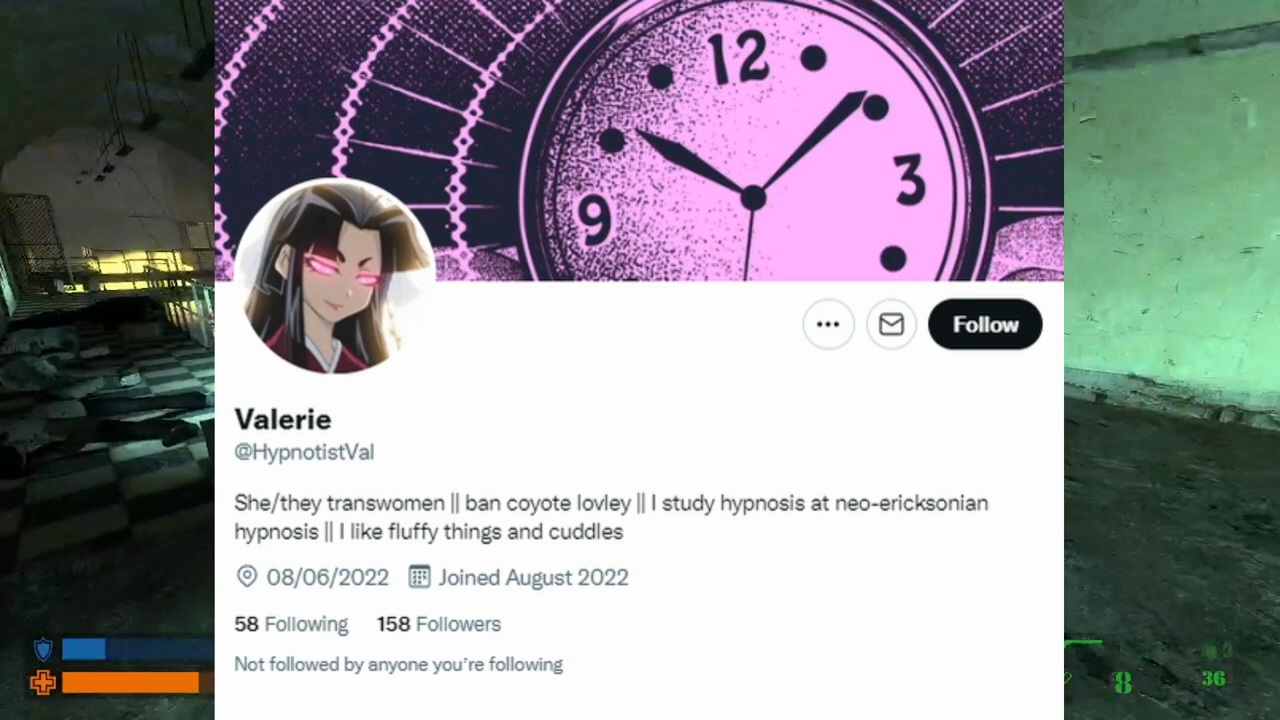 12
3
9
Follow
Valerie
@HypnotistVal
She/they transwomen || ban coyote lovley || I study hypnosis at neo-ericksonian
hypnosis || I like fluffy things and cuddles
08/06/2022 Joined August 2022
58 Following 158 Followers
Not followed by anyone you're following
8
36